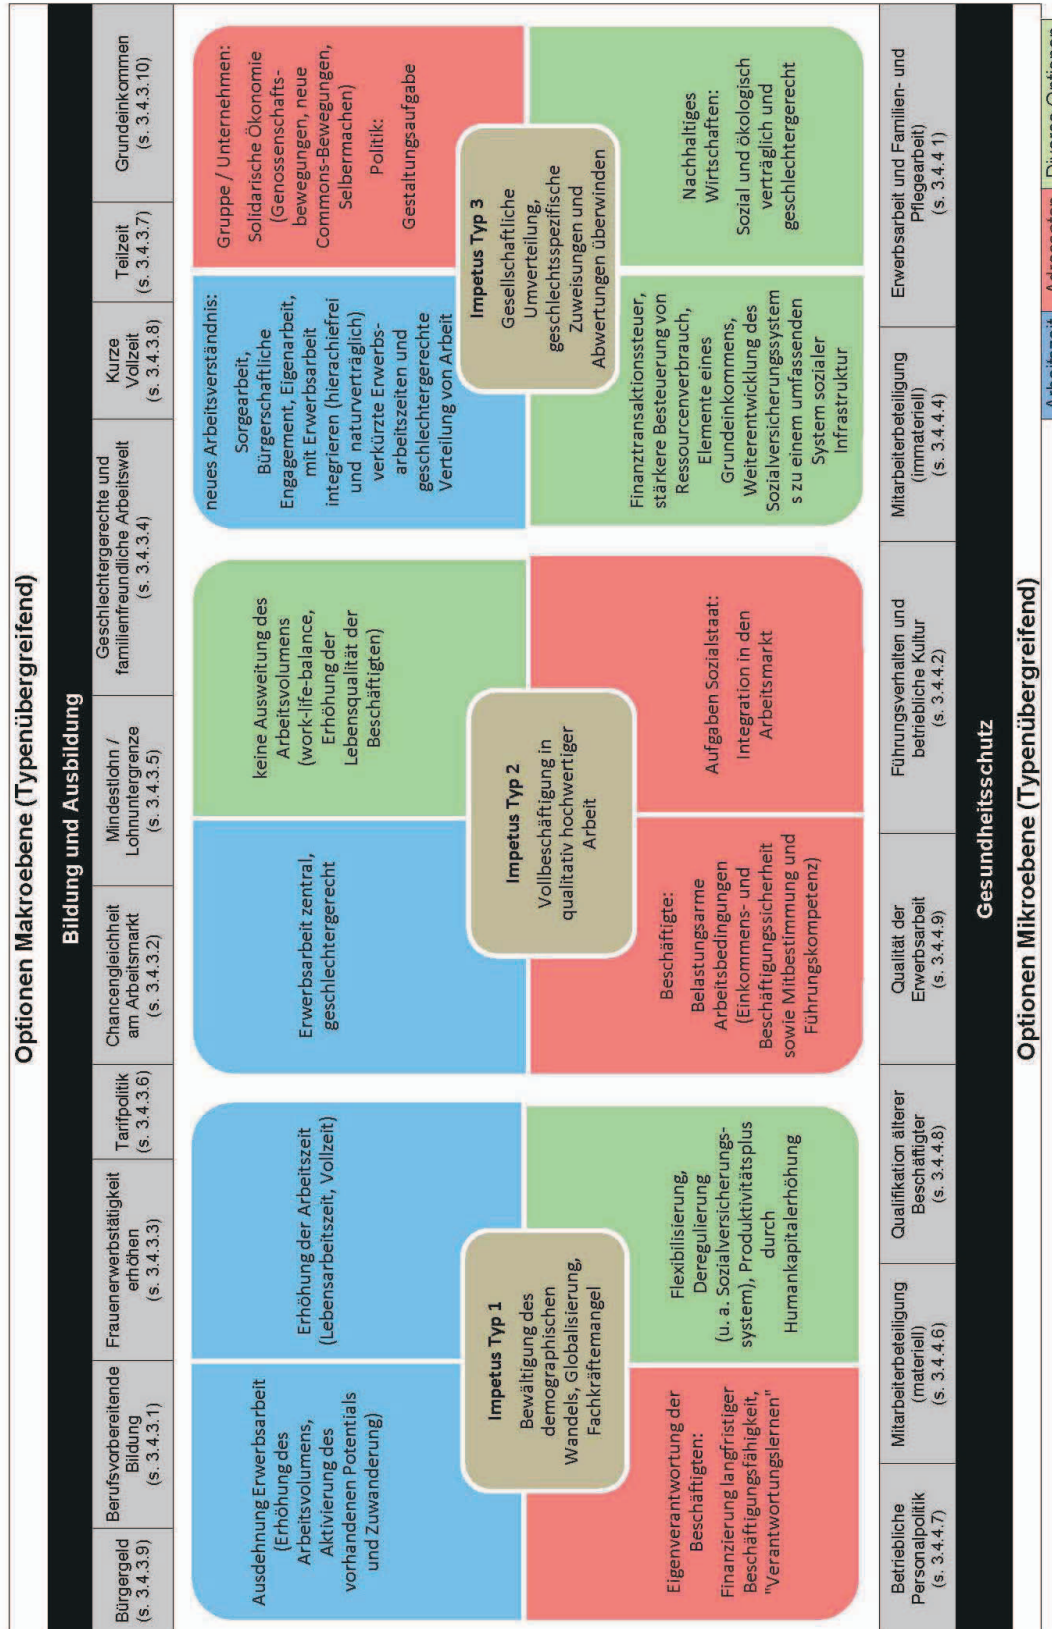 Optionen Makroebene (Typenübergreifend)
Bildung und Ausbildung
Bürgergeld
(s. 3.4.3.9)
Berufsvorbereitende
Bildung
(s. 3.4.3.1)
Frauenerwerbstätigkeit
erhöhen
(s. 3.4.3.3)
Tarifpolitik
(s. 3.4.3.6)
Chancengleichheit
am Arbeitsmarkt
(s. 3.4.3.2)
Mindestlohn /
Lohnuntergrenze
(s. 3.4.3.5)
Geschlechtergerechte und
familienfreundliche Arbeitswelt
(s. 3.4.3.4)
Kurze
Vollzeit
(s. 3.4.3.8)
Teilzeit
(s. 3.4.3.7)
Grundeinkommen
(s. 3.4.3.10)
Ausdehnung Erwerbsarbeit
(Erhöhung des
Arbeitsvolumens,
Aktivierung des
vorhandenen Potentials
und Zuwanderung)
Erhöhung der Arbeitszeit
(Lebensarbeitszeit, Vollzeit)
Impetus Typ 1
Bewältigung des
demographischen
Wandels, Globalisierung,
Fachkräftemangel
Eigenverantwortung der
Beschäftigten:
Finanzierung langfristiger
Beschäftigungsfähigkeit,
"Verantwortungslernen"
Flexibilisierung,
Deregulierung
(u. a. Sozialversicherungs-
system), Produktivitätsplus
durch
Humankapitalerhöhung
Erwerbsarbeit zentral,
geschlechtergerecht
keine Ausweitung des
Arbeitsvolumens
(work-life-balance,
Erhöhung der
Lebensqualität der
Beschäftigten)
Impetus Typ 2
Vollbeschäftigung in
qualitativ hochwertiger
Arbeit
Beschäftigte:
Belastungsarme
Arbeitsbedingungen
(Einkommens- und
Beschäftigungssicherheit
sowie Mitbestimmung und
Führungskompetenz)
Aufgaben Sozialstaat:
Integration in den
Arbeitsmarkt
neues Arbeitsverständnis:
Sorgearbeit,
Bürgerschaftliche
Engagement, Eigenarbeit,
mit Erwerbsarbeit
integrieren (hierachiefrei
und naturverträglich)
verkürzte Erwerbs-
arbeitszeiten und
geschlechtergerechte
Verteilung von Arbeit
Gruppe / Unternehmen:
Solidarische Ökonomie
(Genossenschafts-
bewegungen, neue
Commons-Bewegungen,
Selbermachen)
Politik:
Gestaltungsaufgabe
Impetus Typ 3
Gesellschaftliche
Umverteilung,
geschlechtsspezifische
Zuweisungen und
Abwertungen überwinden
Finanztransaktionssteuer,
stärkere Besteuerung von
Ressourcenverbrauch,
Elemente eines
Grundeinkommens,
Weiterentwicklung des
Sozialversicherungssystem
s zu einem umfassenden
System sozialer
Infrastruktur
Nachhaltiges
Wirtschaften:
Sozial und ökologisch
verträglich und
geschlechtergerecht
Betriebliche
Personalpolitik
(s. 3.4.4.7)
Mitarbeiterbeteiligung
(materiell)
(s. 3.4.4.6)
Qualifikation älterer
Beschäftigter
(s. 3.4.4.8)
Qualität der
Erwerbsarbeit
(s. 3.4.4.9)
Führungsverhalten und
betriebliche Kultur
(s. 3.4.4.2)
Mitarbeiterbeteiligung
(immateriell)
(s. 3.4.4.4)
Erwerbsarbeit und Familien- und
Pflegearbeit)
(s. 3.4.4 1)
Gesundheitsschutz
Optionen Mikroebene (Typenübergreifend)
Arbeitszeit
Adressaten
Diverse Optionen